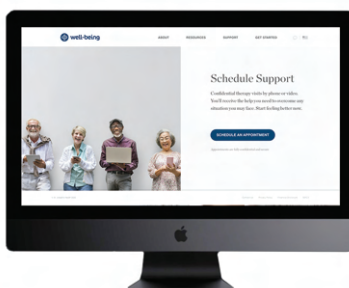 well-being
ABOUT RESOURCES SUPPORT GET STARTED
Schedule Support
Confidential therapy visits by phone or video.
You'll receive the help you need to overcome any
situation you may face. Start feeling better now.
SCHEDULE AN APPOINTMENT